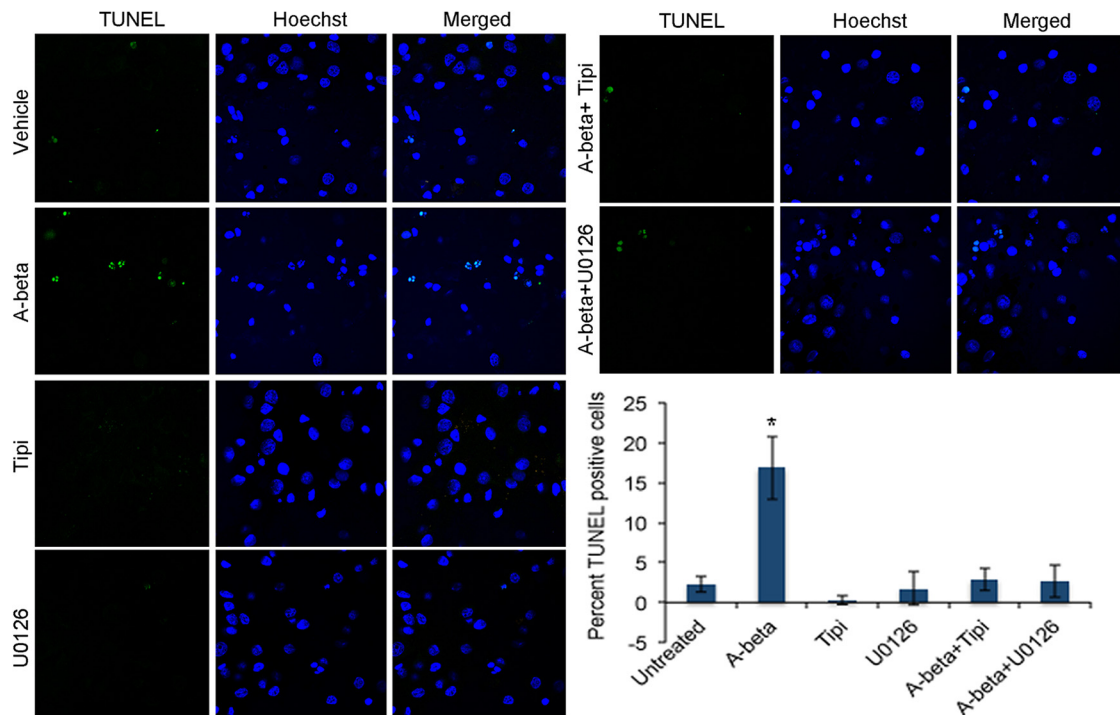 TUNEL Hoechst Merged
Vehicle
A-beta
Tipi
U0126
TUNEL Hoechst Merged
A-beta+ Tipi
A-beta+U0126
Percent TUNEL positive cells
25
20
15
10
5
0
-5
*
Untreated
A-beta
Tipi
U0126
A-beta+Tipi
A-beta+U0126